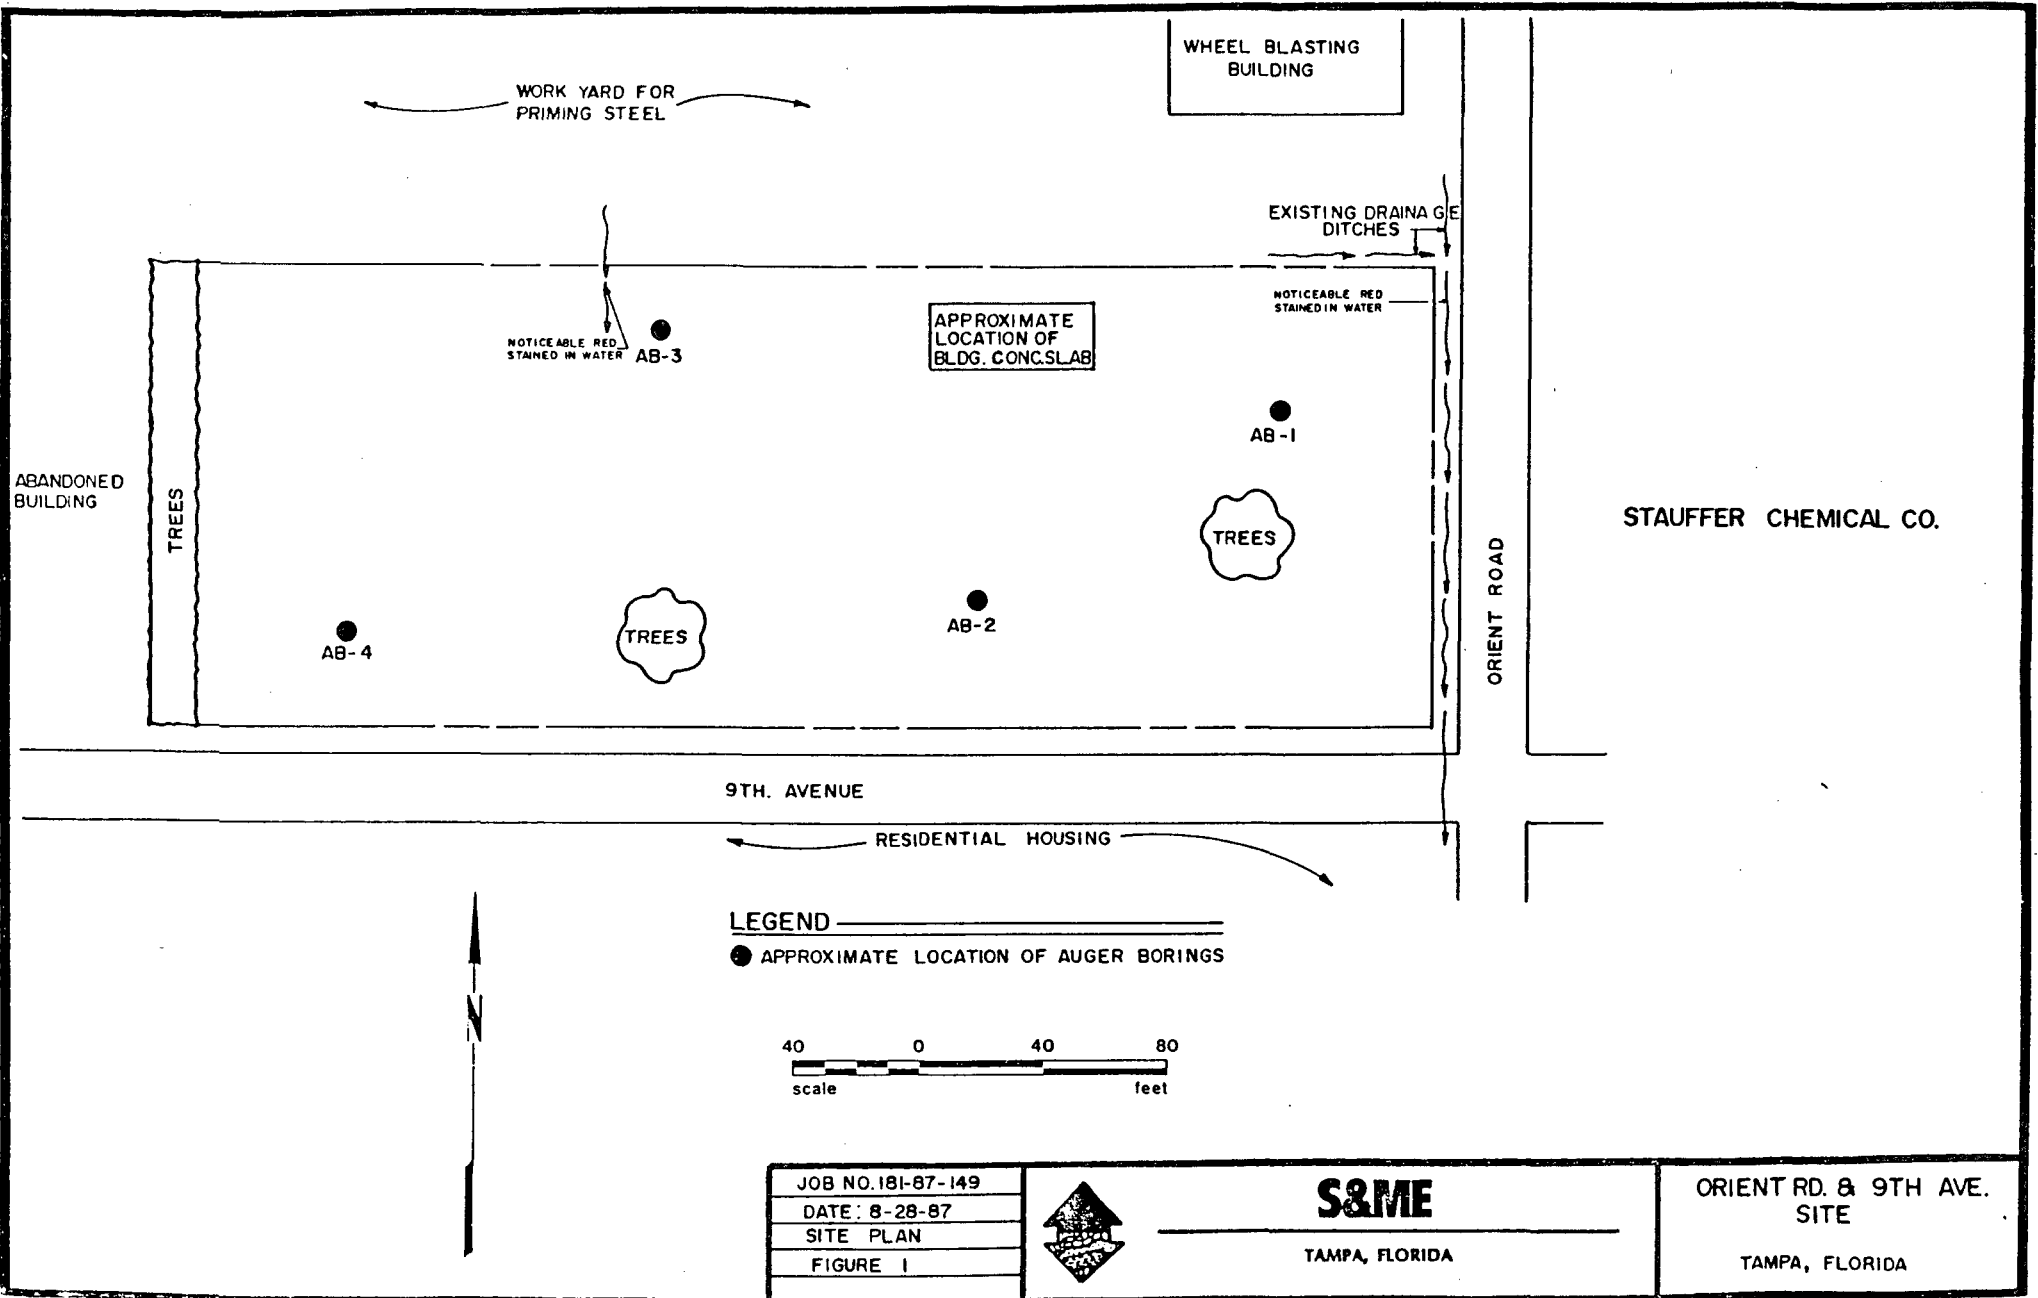 WHEEL BLASTING
BUILDING
WORK YARD FOR
PRIMING STEEL
EXISTING DRAINAGE
DITCHES
NOTICEABLE RED
STAINED IN WATER
NOTICEABLE RED
STAINED IN WATER
AB-3
APPROXIMATE
LOCATION OF
BLDG. CONC.SLAB
AB-1
ABANDONED
BUILDING
TREES
TREES
STAUFFER CHEMICAL CO.
ORIENT ROAD
AB-2
TREES
AB-4
9TH. AVENUE
RESIDENTIAL HOUSING
LEGEND
APPROXIMATE LOCATION OF AUGER BORINGS
N
40 0 40 80
scale feet
JOB NO. 181-87-149
DATE: 8-28-87
SITE PLAN
FIGURE 1
S&ME
TAMPA, FLORIDA
ORIENT RD. & 9TH AVE.
SITE
TAMPA, FLORIDA